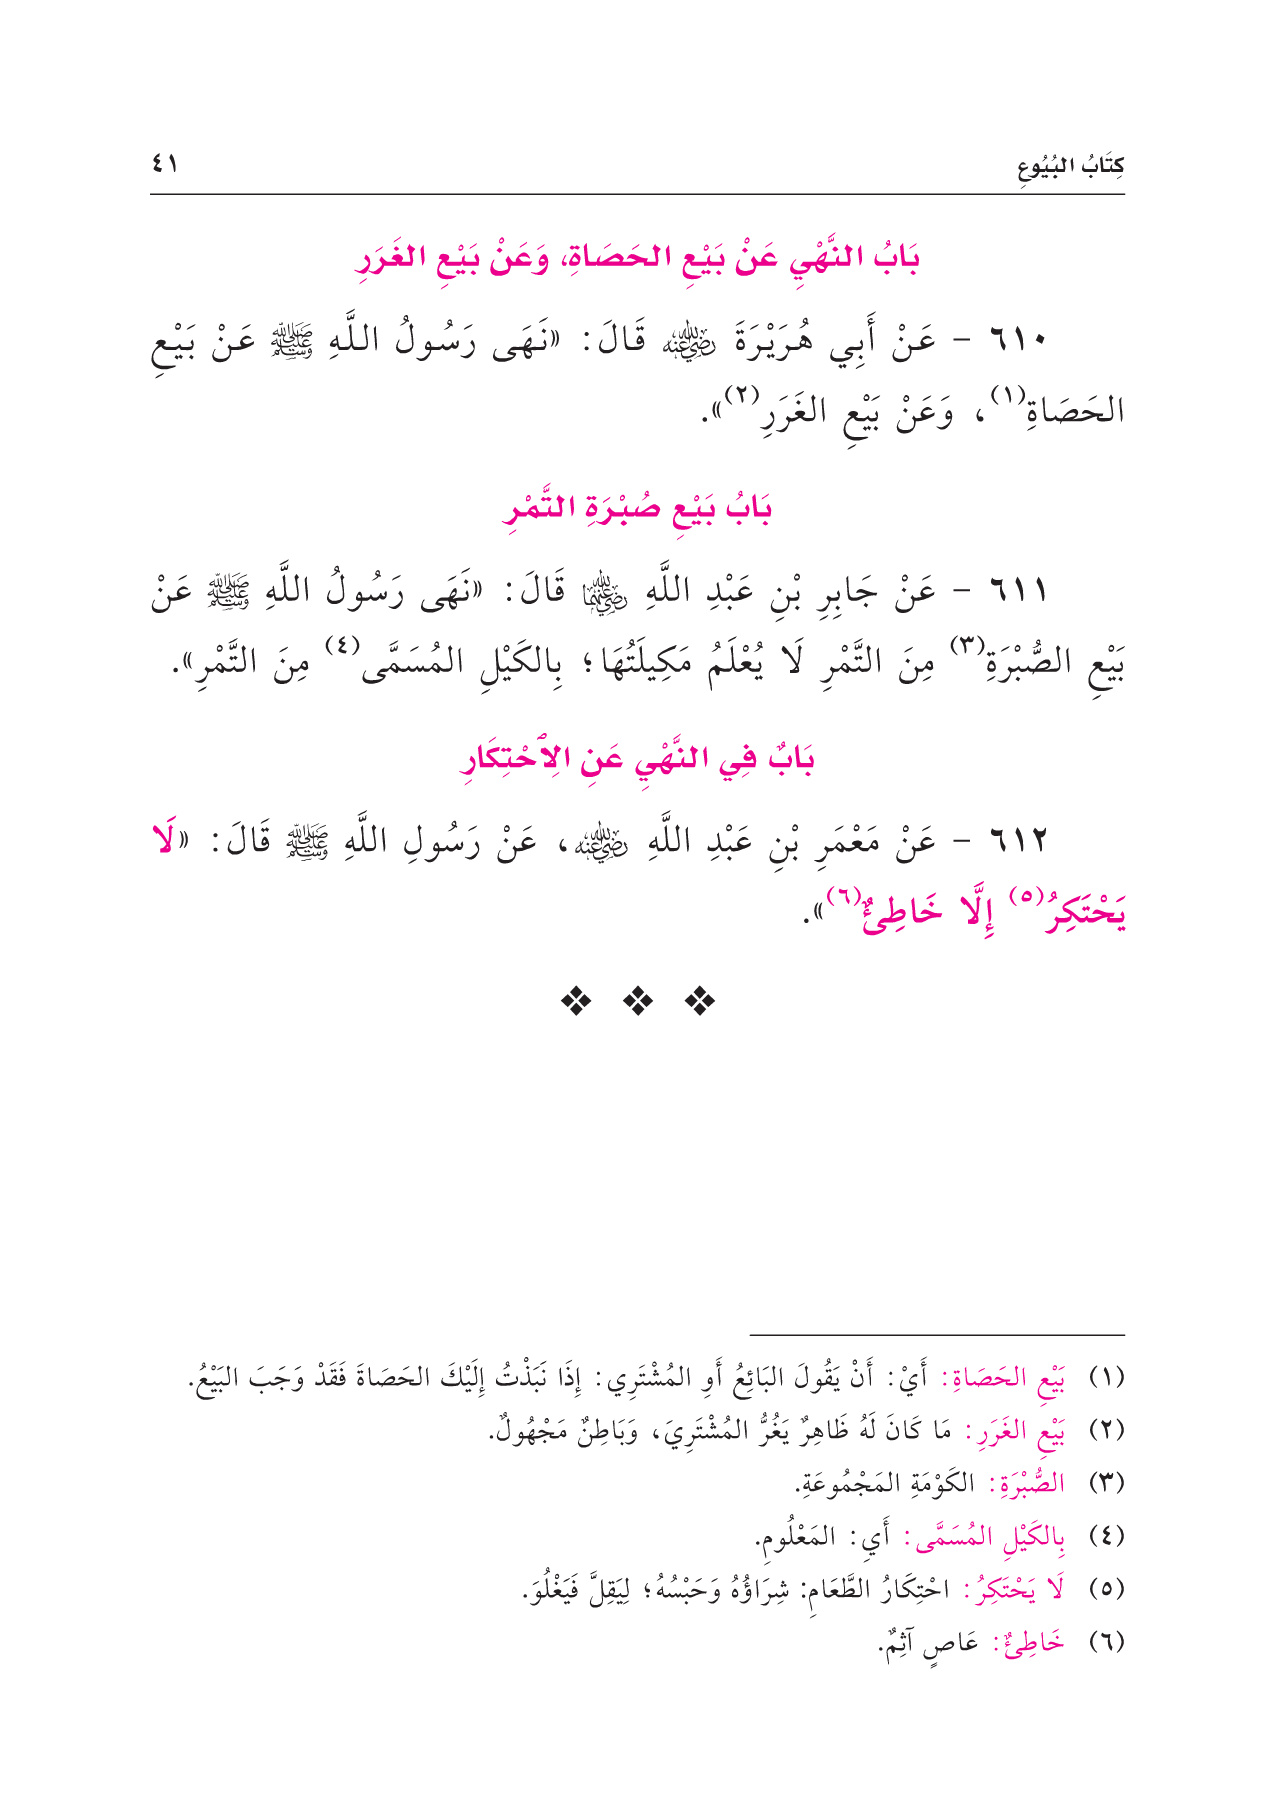 كِتَابُ البُيُوعِ ٤١
بَابُ النَّهْيِ عَنْ بَيْعِ الحَصَاةِ، وَعَنْ بَيْعِ الغَرَرِ
٦١٠ - عَنْ أَبِي هُرَيْرَةَ رضي الله عنه قَالَ: «نَهَى رَسُولُ اللَّهِ ﷺ عَنْ بَيْعِ
الحَصَاةِ(١)، وَعَنْ بَيْعِ الغَرَرِ(٢)».
بَابُ بَيْعِ صُبْرَةِ التَّمْرِ
٦١١ - عَنْ جَابِرِ بْنِ عَبْدِ اللَّهِ رضي الله عنهما قَالَ: «نَهَى رَسُولُ اللَّهِ ﷺ عَنْ
بَيْعِ الصُّبْرَةِ(٣) مِنَ التَّمْرِ لَا يُعْلَمُ مَكِيلَتُهَا؛ بِالكَيْلِ المُسَمَّى(٤) مِنَ التَّمْرِ».
بَابٌ فِي النَّهْيِ عَنِ الِٱحْتِكَارِ
٦١٢ - عَنْ مَعْمَرِ بْنِ عَبْدِ اللَّهِ رضي الله عنه، عَنْ رَسُولِ اللَّهِ ﷺ قَالَ: «لَا
يَحْتَكِرُ(٥) إِلَّا خَاطِئٌ(٦)».
(١) بَيْعِ الحَصَاةِ: أَيْ: أَنْ يَقُولَ البَائِعُ أَوِ المُشْتَرِي: إِذَا نَبَذْتُ إِلَيْكَ الحَصَاةَ فَقَدْ وَجَبَ البَيْعُ.
(٢) بَيْعِ الغَرَرِ: مَا كَانَ لَهُ ظَاهِرٌ يَغُرُّ المُشْتَرِيَ، وَبَاطِنٌ مَجْهُولٌ.
(٣) الصُّبْرَةِ: الكَوْمَةِ المَجْمُوعَةِ.
(٤) بِالكَيْلِ المُسَمَّى: أَيِ: المَعْلُومِ.
(٥) لَا يَحْتَكِرُ: احْتِكَارُ الطَّعَامِ: شِرَاؤُهُ وَحَبْسُهُ؛ لِيَقِلَّ فَيَغْلُوَ.
(٦) خَاطِئٌ: عَاصٍ آثِمٌ.